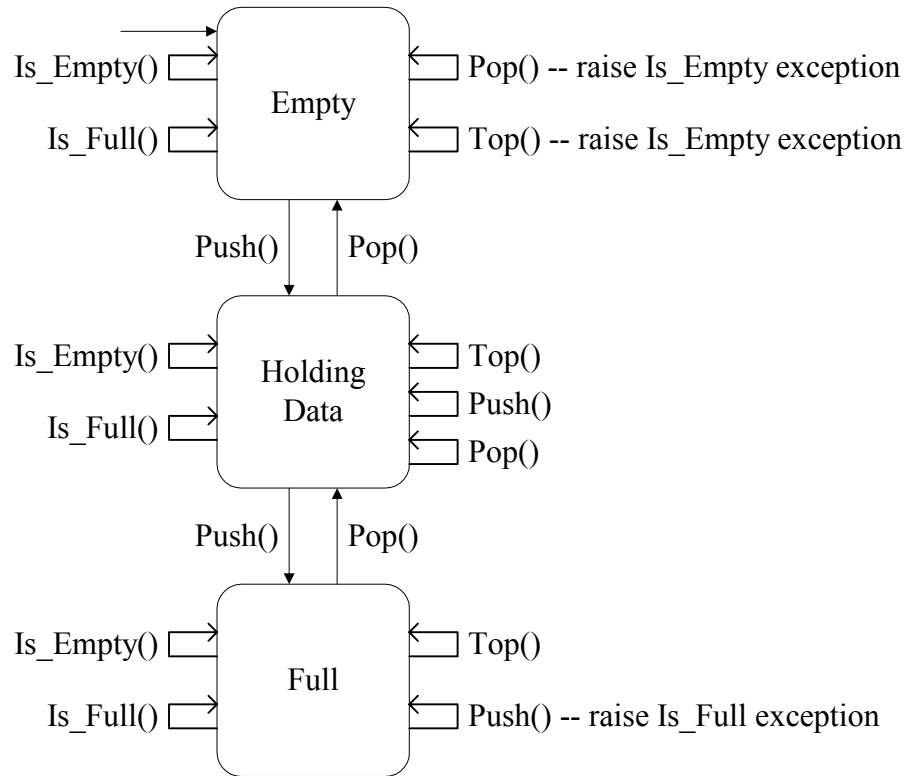 Is_Empty()
Pop() -- raise Is_Empty exception
Empty
Is_Full()
Top() -- raise Is_Empty exception
Push()
Pop()
Is_Empty()
Top()
Holding
Data
Push()
Is_Full()
Pop()
Push()
Pop()
Is_Empty()
Top()
Full
Is_Full()
Push() -- raise Is_Full exception